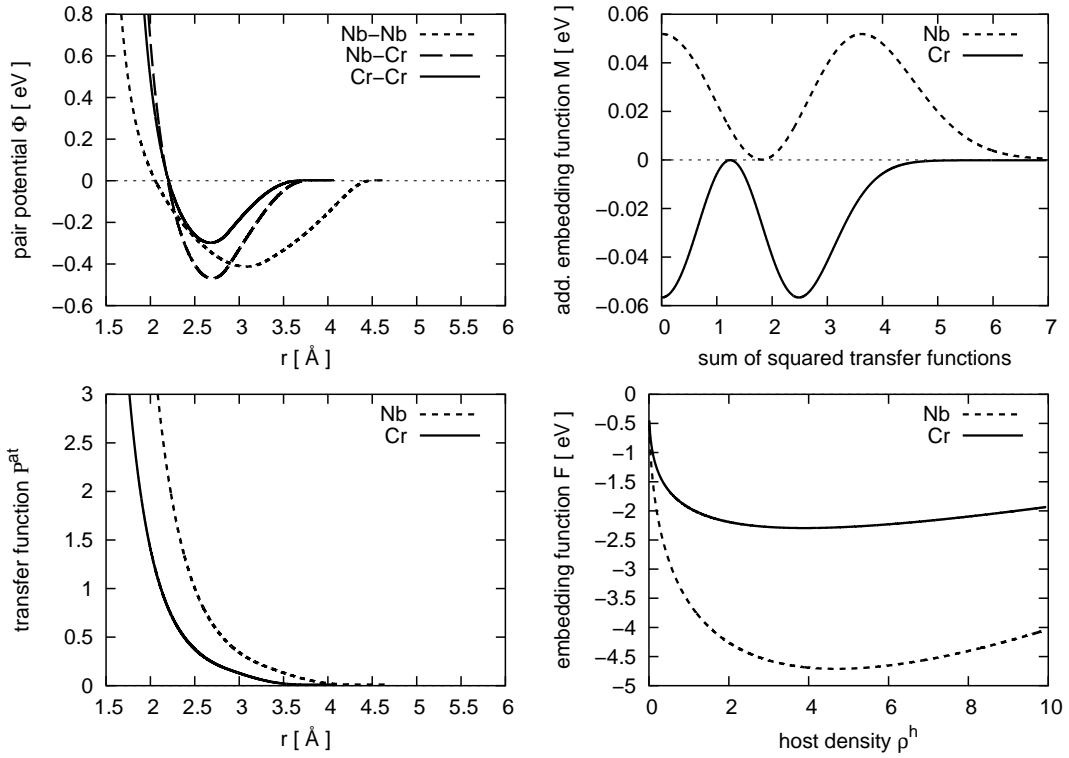 pair potential Φ [ eV ]
0.8
0.6
0.4
0.2
0
−0.2
−0.4
−0.6
Nb−Nb
Nb−Cr
Cr−Cr
1.5 2 2.5 3 3.5 4 4.5 5 5.5 6
r [ Å ]
add. embedding function M [ eV ]
0.06
0.04
0.02
0
−0.02
−0.04
−0.06
Nb
Cr
0 1 2 3 4 5 6 7
sum of squared transfer functions
transfer function Pat
3
2.5
2
1.5
1
0.5
0
Nb
Cr
1.5 2 2.5 3 3.5 4 4.5 5 5.5 6
r [ Å ]
embedding function F [ eV ]
0
−0.5
−1
−1.5
−2
−2.5
−3
−3.5
−4
−4.5
−5
Nb
Cr
0 2 4 6 8 10
host density ρh